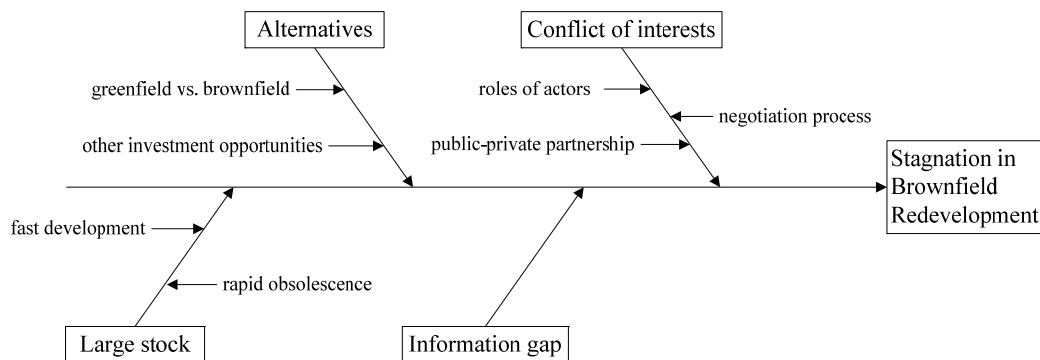 Alternatives
Conflict of interests
greenfield vs. brownfield
roles of actors
negotiation process
other investment opportunities
public-private partnership
Stagnation in
Brownfield
Redevelopment
fast development
rapid obsolescence
Large stock
Information gap